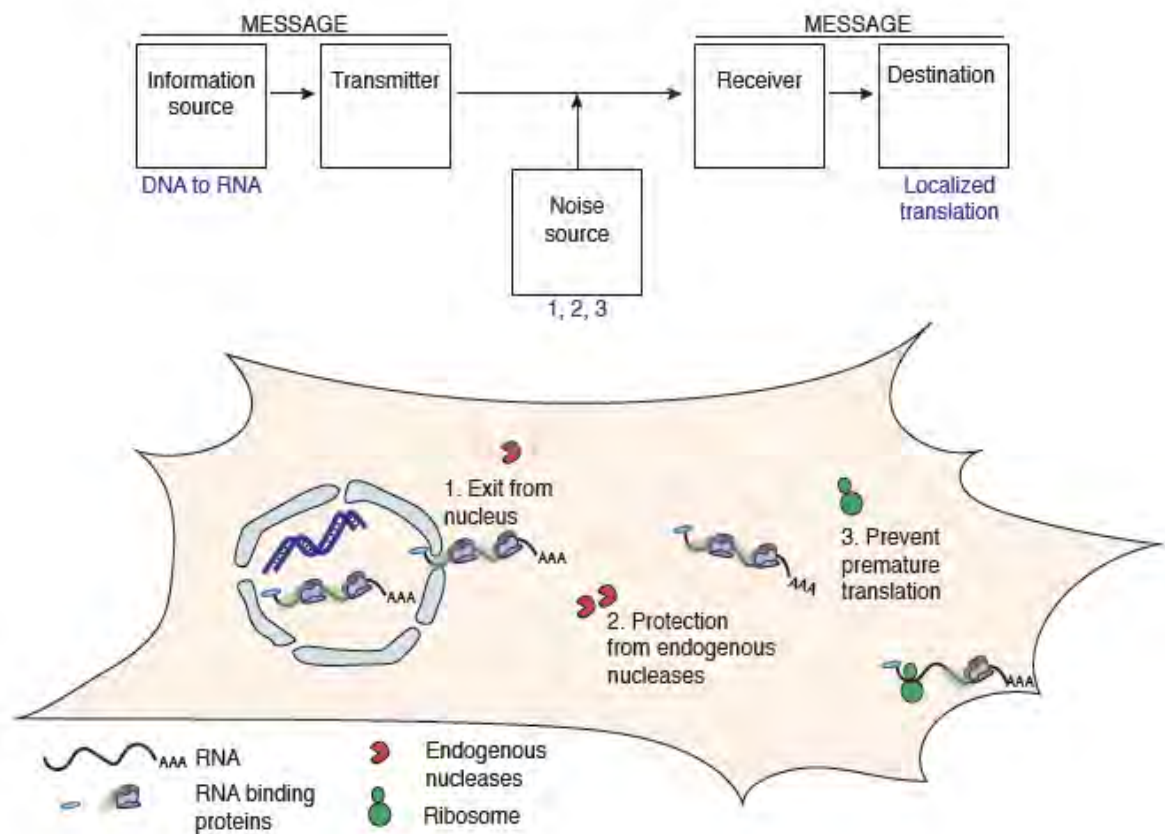 MESSAGE
MESSAGE
Information
source
Transmitter
Receiver
Destination
DNA to RNA
Localized
translation
Noise
source
1, 2, 3
1. Exit from
nucleus
AAA
AAA
AAA
3. Prevent
premature
translation
2. Protection
from endogenous
nucleases
AAA
AAA RNA
RNA binding
proteins
Endogenous
nucleases
Ribosome